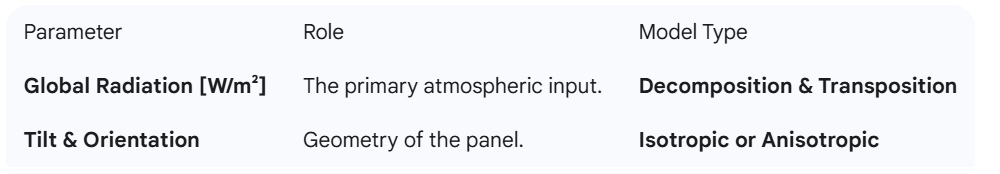 Parameter Role Model Type
Global Radiation [W/m²] The primary atmospheric input. Decomposition & Transposition
Tilt & Orientation Geometry of the panel. Isotropic or Anisotropic